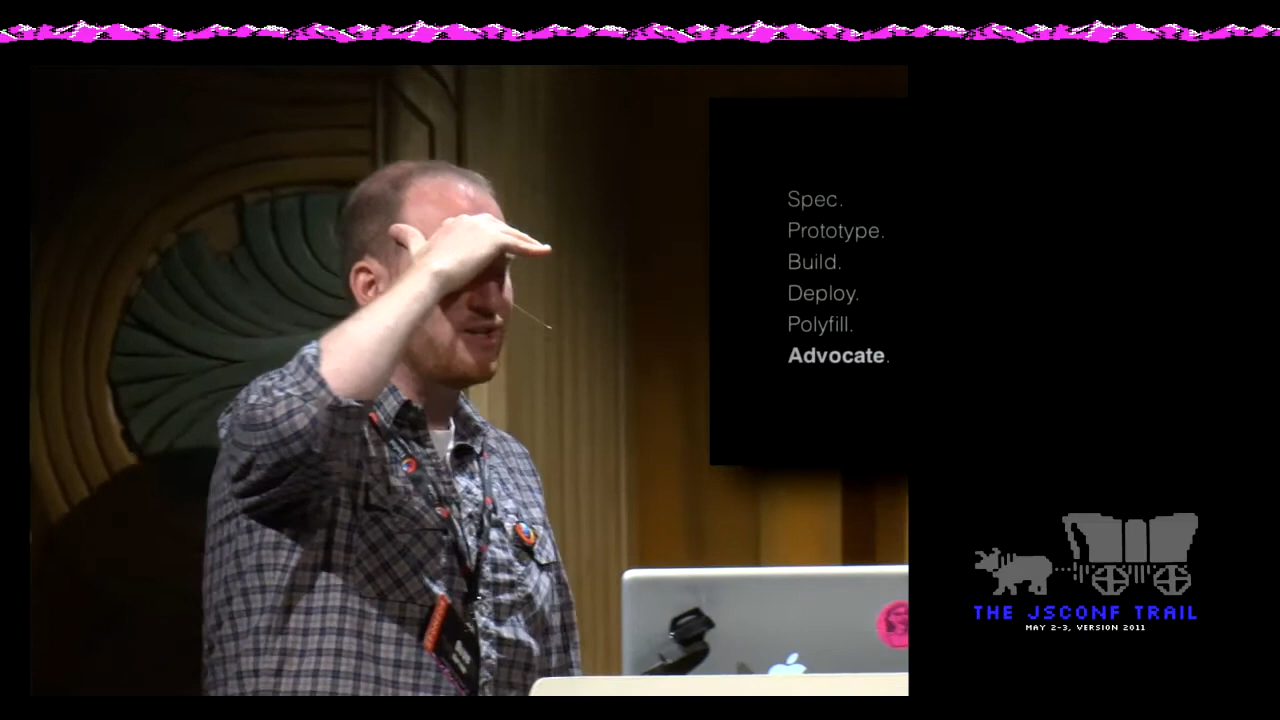 Spec.
Prototype.
Build.
Deploy.
Polyfill.
Advocate.
THE JSCONF TRAIL
MAY 2-3, VERSION 2011